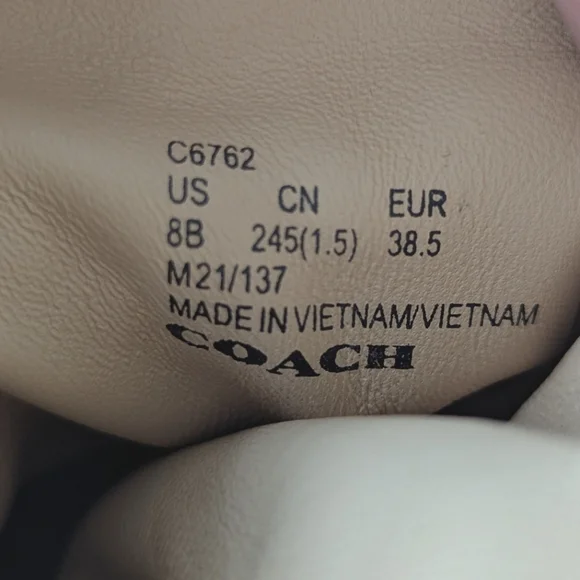 C6762
US CN EUR
8B 245(1.5) 38.5
M21/137
MADE IN VIETNAM/VIETNAM
COACH